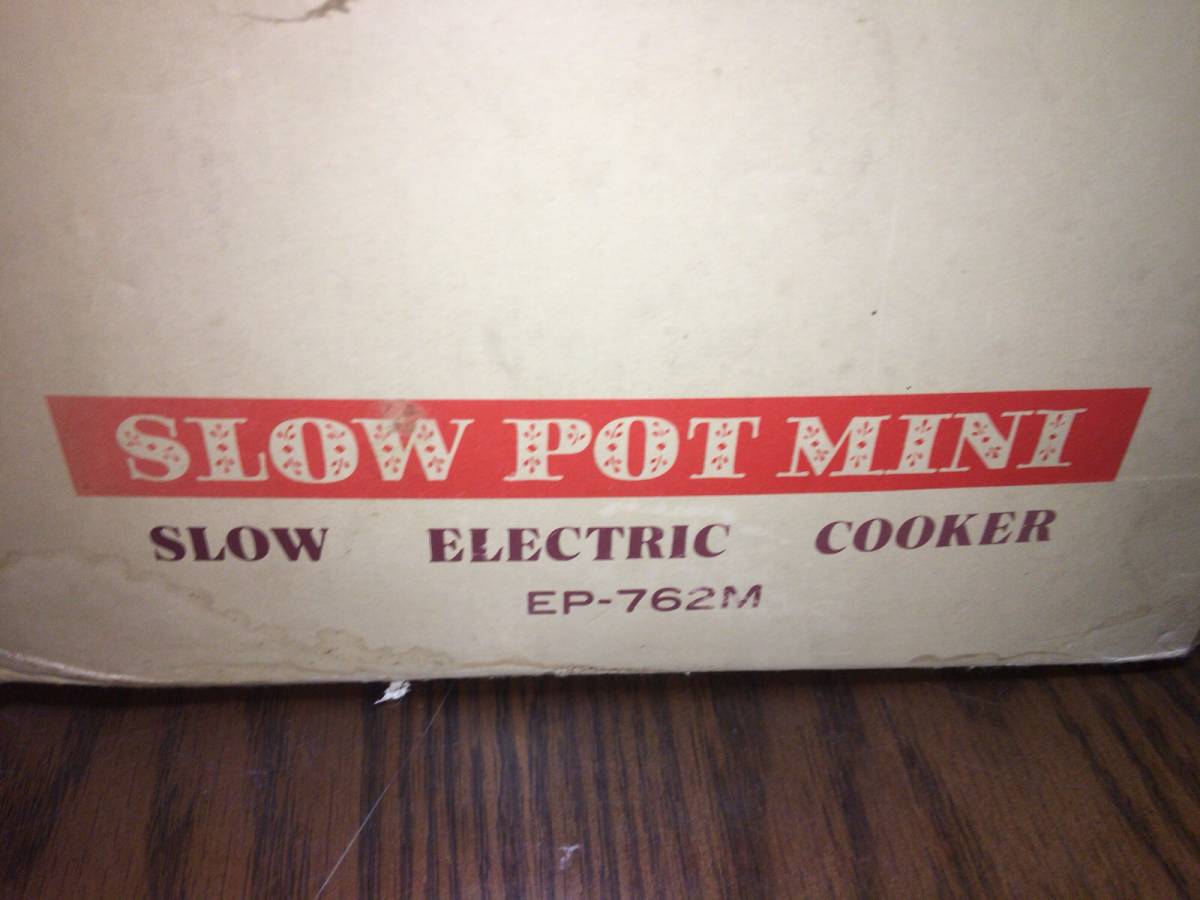 SLOW POT MINI
SLOW ELECTRIC COOKER
EP-762M